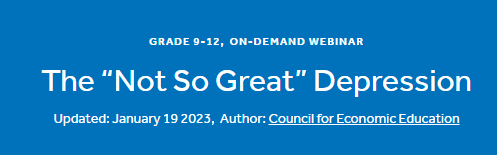 GRADE 9-12, ON-DEMAND WEBINAR
The “Not So Great” Depression
Updated: January 19 2023, Author: Council for Economic Education